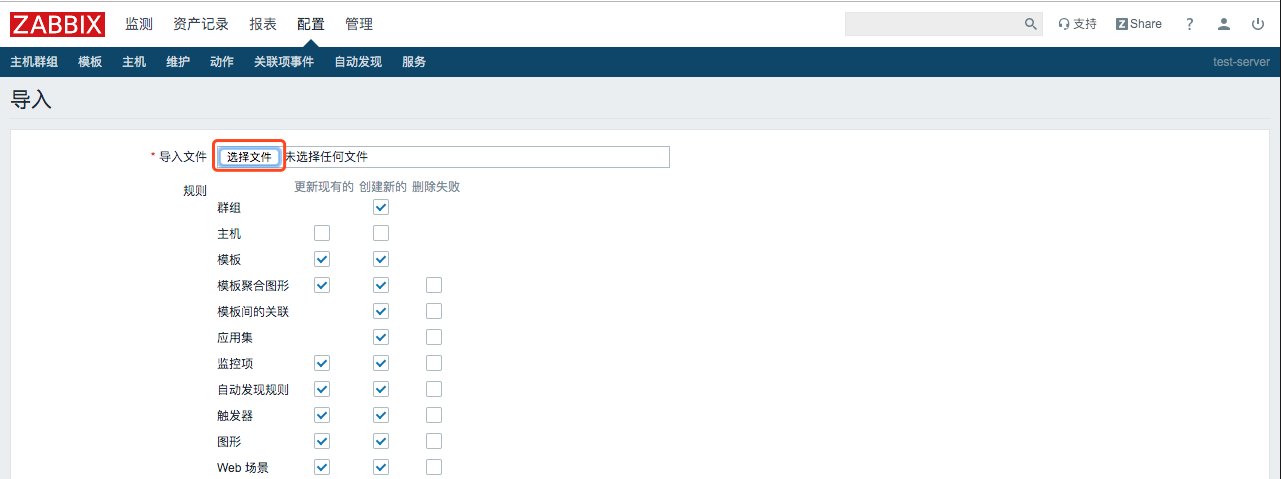 ZABBIX 监测 资产记录 报表 配置 管理 支持 Z Share ?
主机群组 模板 主机 维护 动作 关联项事件 自动发现 服务 test-server
导入
* 导入文件 选择文件 未选择任何文件
规则 更新现有的 创建新的 删除失败
群组
主机
模板
模板聚合图形
模板间的关联
应用集
监控项
自动发现规则
触发器
图形
Web 场景